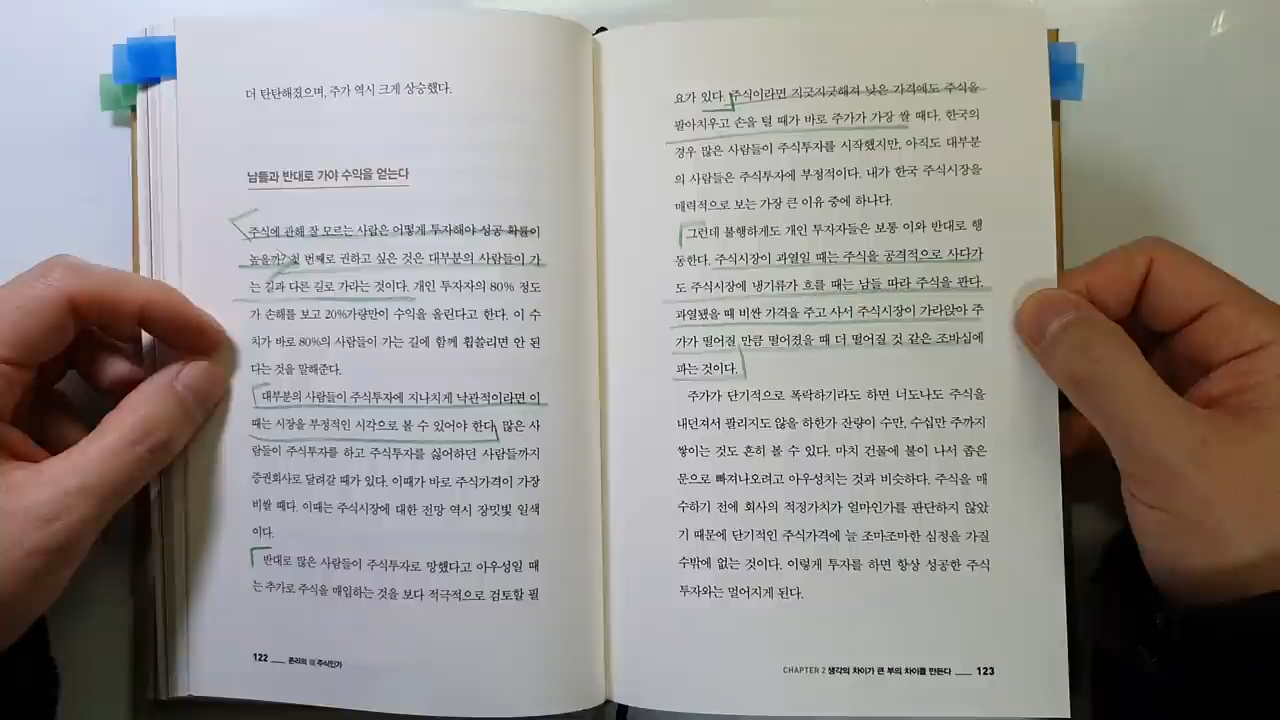 더 탄탄해졌으며, 주가 역시 크게 상승했다.
남들과 반대로 가야 수익을 얻는다
주식에 관해 잘 모르는 사람은 어떻게 투자해야 성공 확률이
높을까? 첫 번째로 권하고 싶은 것은 대부분의 사람들이 가
는 길과 다른 길로 가라는 것이다. 개인 투자자의 80% 정도
가 손해를 보고 20%가량만이 수익을 올린다고 한다. 이 수
치가 바로 80%의 사람들이 가는 길에 함께 휩쓸리면 안 된
다는 것을 말해준다.
대부분의 사람들이 주식투자에 지나치게 낙관적이라면 이
때는 시장을 부정적인 시각으로 볼 수 있어야 한다. 많은 사
람들이 주식투자를 하고 주식투자를 싫어하던 사람들까지
증권회사로 달려갈 때가 있다. 이때가 바로 주식가격이 가장
비쌀 때다. 이때는 주식시장에 대한 전망 역시 장밋빛 일색
이다.
반대로 많은 사람들이 주식투자로 망했다고 아우성일 때
는 추가로 주식을 매입하는 것을 보다 적극적으로 검토할 필
122 존리의 왜 주식인가
요가 있다. 주식이라면 지긋지긋해져 낮은 가격에도 주식을
팔아치우고 손을 털 때가 바로 주가가 가장 쌀 때다. 한국의
경우 많은 사람들이 주식투자를 시작했지만, 아직도 대부분
의 사람들은 주식투자에 부정적이다. 내가 한국 주식시장을
매력적으로 보는 가장 큰 이유 중에 하나다.
그런데 불행하게도 개인 투자자들은 보통 이와 반대로 행
동한다. 주식시장이 과열일 때는 주식을 공격적으로 사다가
도 주식시장에 냉기류가 흐를 때는 남들 따라 주식을 판다.
과열됐을 때 비싼 가격을 주고 사서 주식시장이 가라앉아 주
가가 떨어질 만큼 떨어졌을 때 더 떨어질 것 같은 조바심에
파는 것이다.
주가가 단기적으로 폭락하기라도 하면 너도나도 주식을
내던져서 팔리지도 않을 하한가 잔량이 수만, 수십만 주까지
쌓이는 것도 흔히 볼 수 있다. 마치 건물에 불이 나서 좁은
문으로 빠져나오려고 아우성치는 것과 비슷하다. 주식을 매
수하기 전에 회사의 적정가치가 얼마인가를 판단하지 않았
기 때문에 단기적인 주식가격에 늘 조마조마한 심정을 가질
수밖에 없는 것이다. 이렇게 투자를 하면 항상 성공한 주식
투자와는 멀어지게 된다.
CHAPTER 2 생각의 차이가 큰 부의 차이를 만든다 123